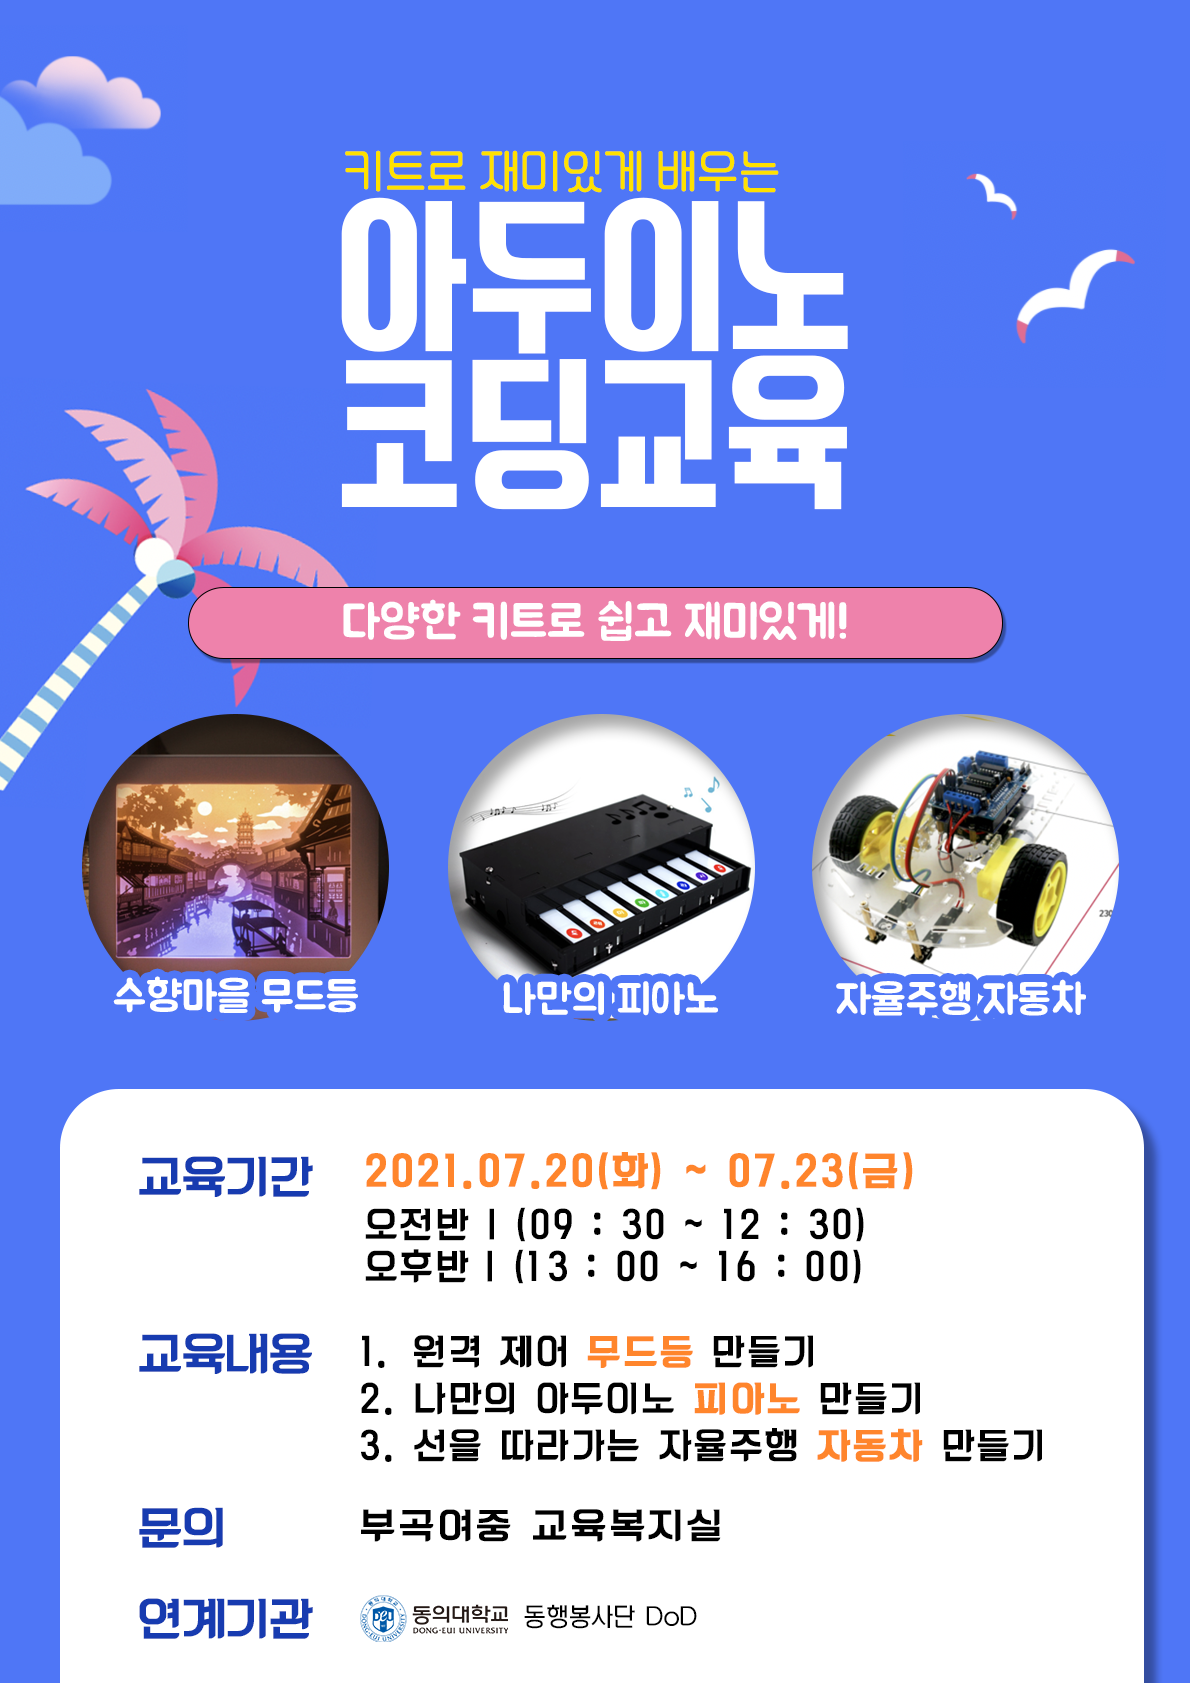 키트로 재미있게 배우는
아두이노
코딩교육
다양한 키트로 쉽고 재미있게!
수향마을 무드등
나만의 피아노
자율주행 자동차
230
교육기간
2021.07.20(화) ~ 07.23(금)
오전반 | (09 : 30 ~ 12 : 30)
오후반 | (13 : 00 ~ 16 : 00)
교육내용
1. 원격 제어 무드등 만들기
2. 나만의 아두이노 피아노 만들기
3. 선을 따라가는 자율주행 자동차 만들기
문의
부곡여중 교육복지실
연계기관
동의대학교
DONG-EUI UNIVERSITY
동행봉사단 DoD